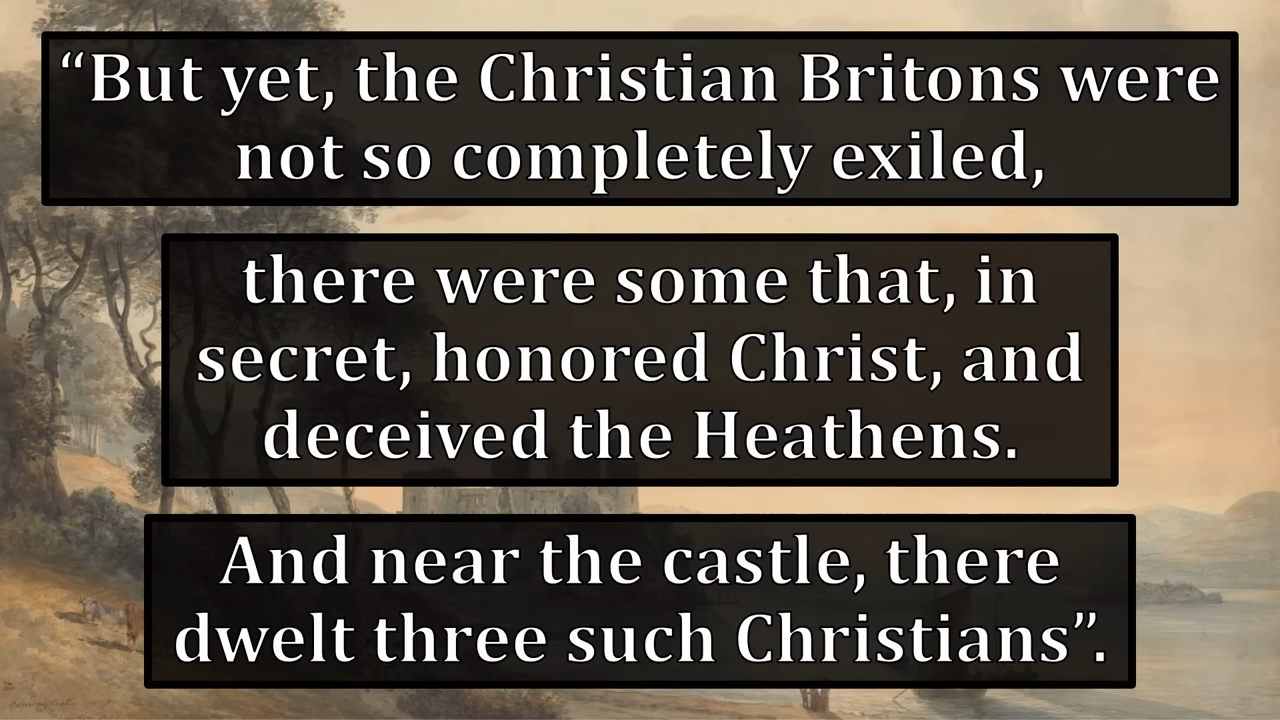 “But yet, the Christian Britons were
not so completely exiled,
there were some that, in
secret, honored Christ, and
deceived the Heathens.
And near the castle, there
dwelt three such Christians”.